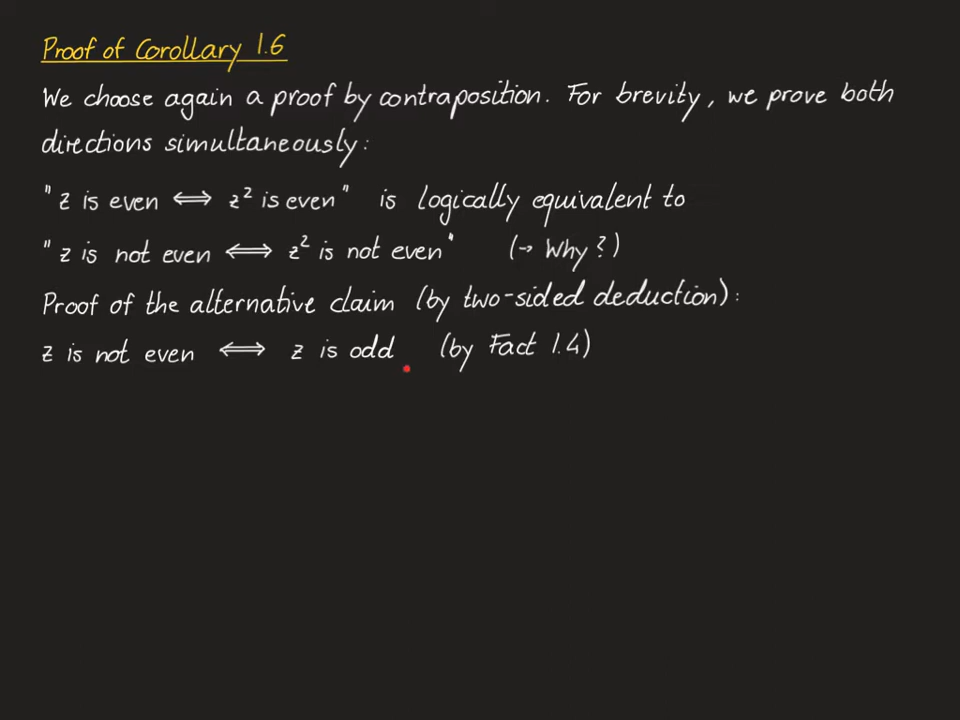 Proof of Corollary 1.6
We choose again a proof by contraposition. For brevity, we prove both
directions simultaneously:
"z is even ⟺ z² is even" is logically equivalent to
"z is not even ⟺ z² is not even" (→ Why?)
Proof of the alternative claim (by two-sided deduction):
z is not even ⟺ z is odd (by Fact 1.4)